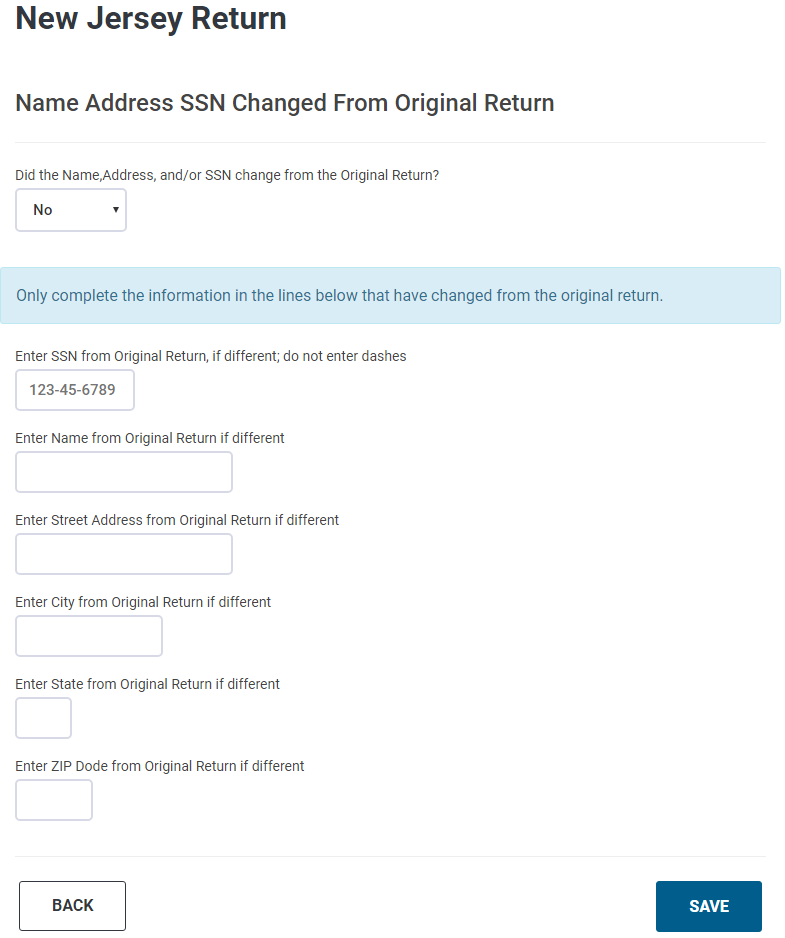 New Jersey Return
Name Address SSN Changed From Original Return
Did the Name,Address, and/or SSN change from the Original Return?
No
Only complete the information in the lines below that have changed from the original return.
Enter SSN from Original Return, if different; do not enter dashes
123-45-6789
Enter Name from Original Return if different
Enter Street Address from Original Return if different
Enter City from Original Return if different
Enter State from Original Return if different
Enter ZIP Dode from Original Return if different
BACK
SAVE